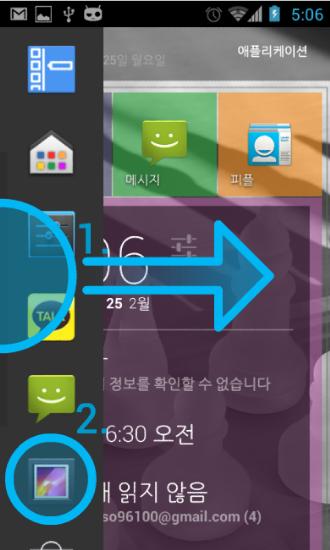 5:06
25일 월요일
애플리케이션
메시지
피플
1.
06
25 2월
TALK
정보를 확인할 수 없습니다
2.
6:30 오전
읽지 않음
so96100@gmail.com (4)